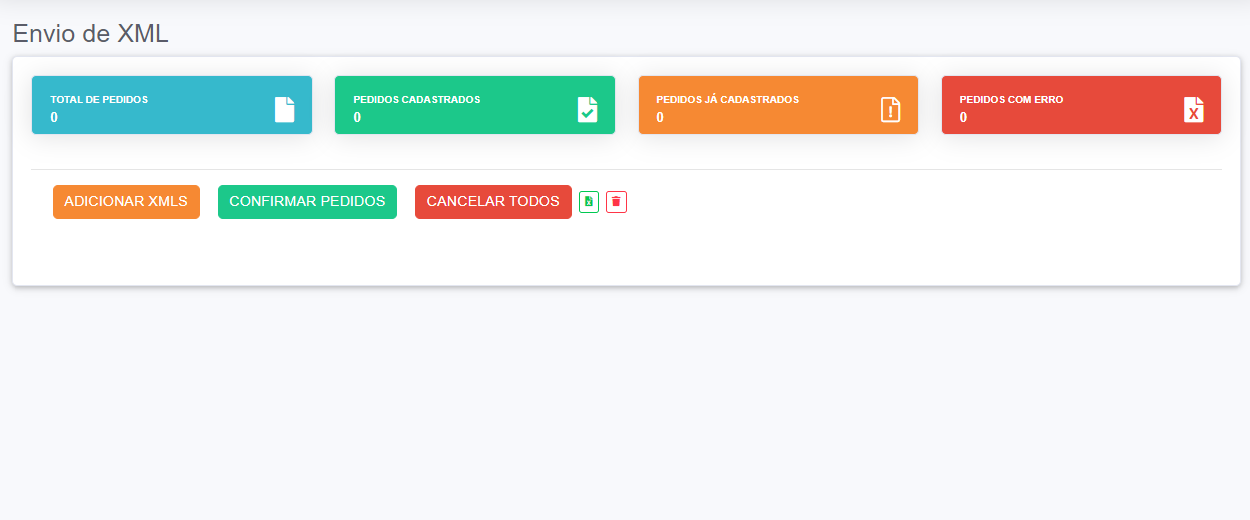 Envio de XML
TOTAL DE PEDIDOS
0
PEDIDOS CADASTRADOS
0
PEDIDOS JÁ CADASTRADOS
0
PEDIDOS COM ERRO
0
ADICIONAR XMLS CONFIRMAR PEDIDOS CANCELAR TODOS